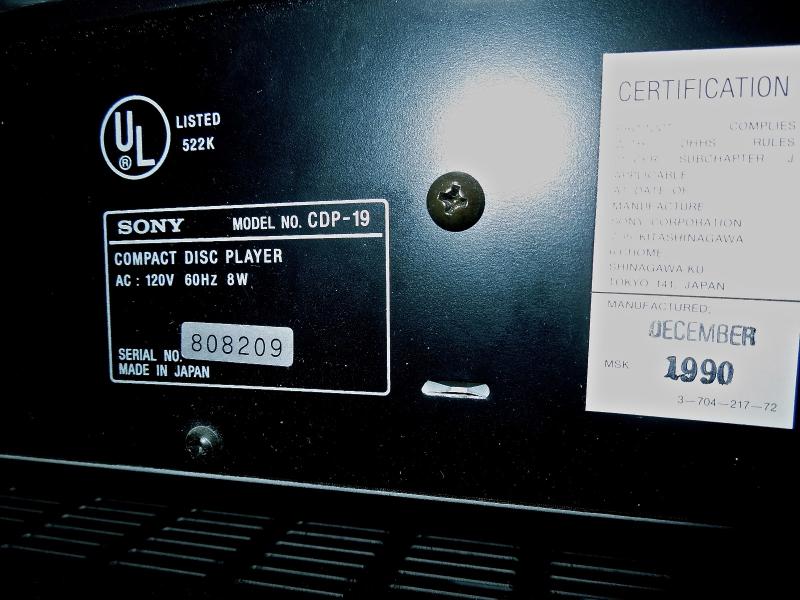 UL
®
LISTED
522K
SONY MODEL NO. CDP-19
COMPACT DISC PLAYER
AC : 120V 60Hz 8W
SERIAL NO. 808209
MADE IN JAPAN
CERTIFICATION
COMPLIES
DHHS RULES
SUBCHAPTER J
APPLICABLE
AT DATE OF
MANUFACTURE
SONY CORPORATION
KITASHINAGAWA
6-CHOME
SHINAGAWA-KU
TOKYO 141, JAPAN
MANUFACTURED;
DECEMBER
MSK 1990
3-704-217-72